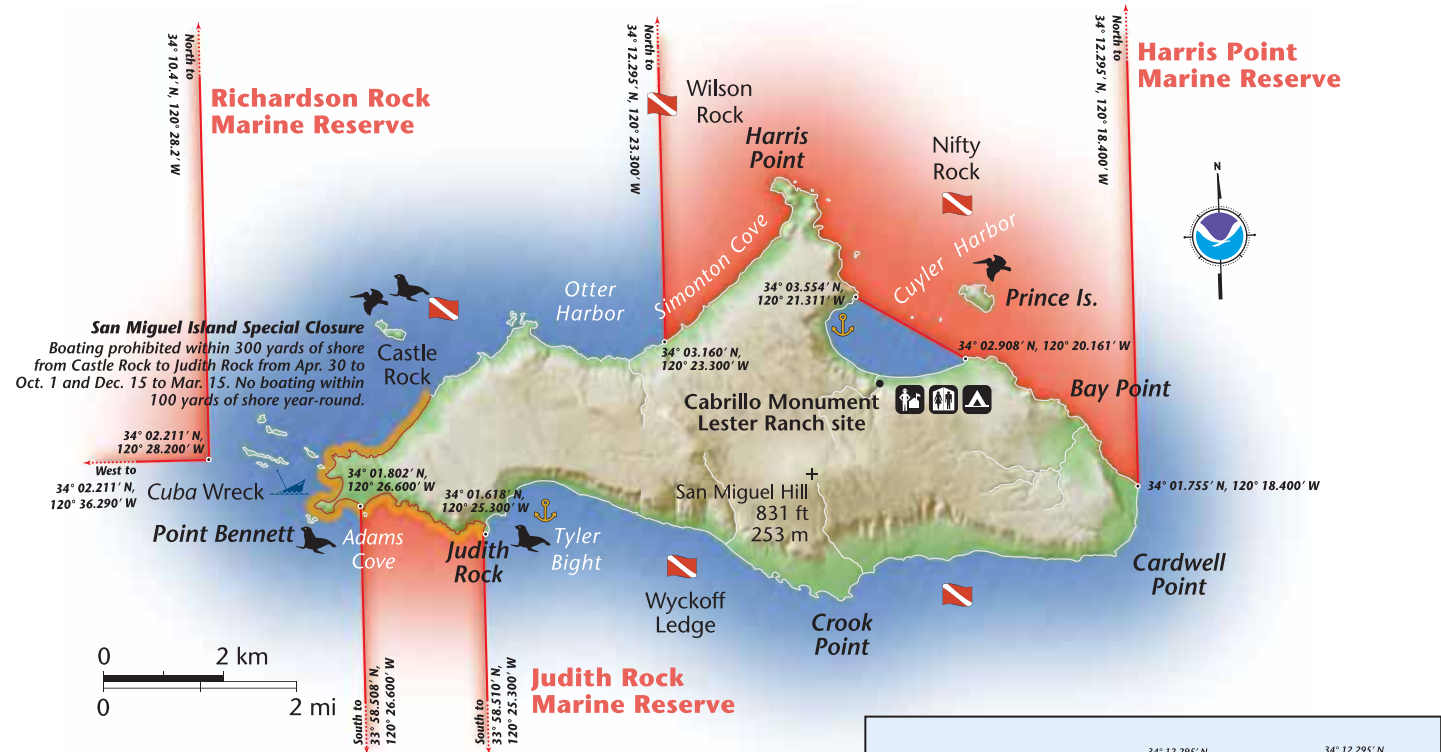 North to
34° 10.4′ N, 120° 28.2′ W
Richardson Rock
Marine Reserve
North to
34° 12.295′ N, 120° 23.300′ W
Wilson
Rock
Harris
Point
Nifty
Rock
North to
34° 12.295′ N, 120° 18.400′ W
Harris Point
Marine Reserve
N
Simonton Cove
Cuyler Harbor
Otter
Harbor
34° 03.554′ N,
120° 21.311′ W
Prince Is.
San Miguel Island Special Closure
Boating prohibited within 300 yards of shore
from Castle Rock to Judith Rock from Apr. 30 to
Oct. 1 and Dec. 15 to Mar. 15. No boating within
100 yards of shore year-round.
Castle
Rock
34° 03.160′ N,
120° 23.300′ W
34° 02.908′ N, 120° 20.161′ W
Bay Point
Cabrillo Monument
Lester Ranch site
34° 02.211′ N,
120° 28.200′ W
West to
34° 02.211′ N,
120° 36.290′ W
Cuba Wreck
34° 01.802′ N,
120° 26.600′ W
34° 01.618′ N,
120° 25.300′ W
San Miguel Hill
831 ft
253 m
34° 01.755′ N, 120° 18.400′ W
Point Bennett
Adams
Cove
Judith
Rock
Tyler
Bight
Cardwell
Point
Wyckoff
Ledge
Crook
Point
0 2 km
0 2 mi
South to
33° 58.508′ N,
120° 26.600′ W
South to
33° 58.510′ N,
120° 25.300′ W
Judith Rock
Marine Reserve
34° 12.295′ N
34° 12.295′ N